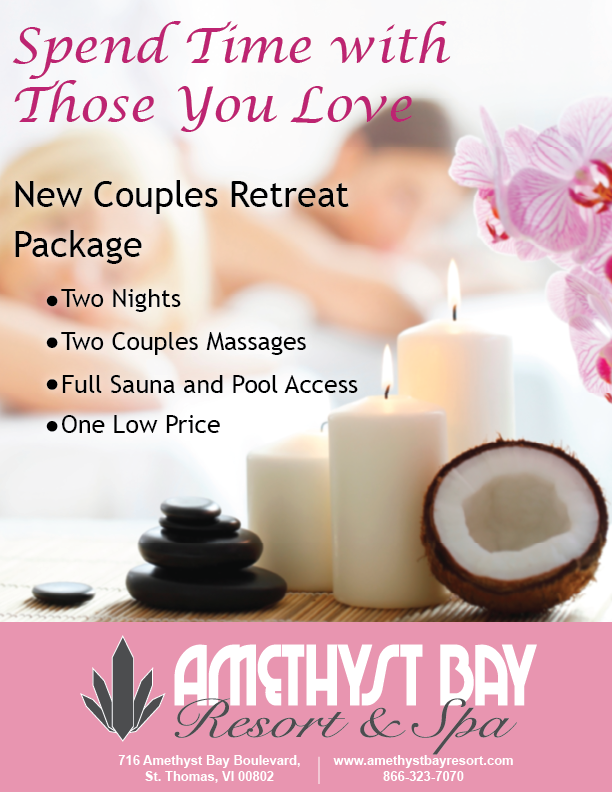 Spend Time with
Those You Love
New Couples Retreat
Package
● Two Nights
● Two Couples Massages
● Full Sauna and Pool Access
● One Low Price
AMETHYST BAY
Resort & Spa
716 Amethyst Bay Boulevard,
St. Thomas, VI 00802
www.amethystbayresort.com
866-323-7070